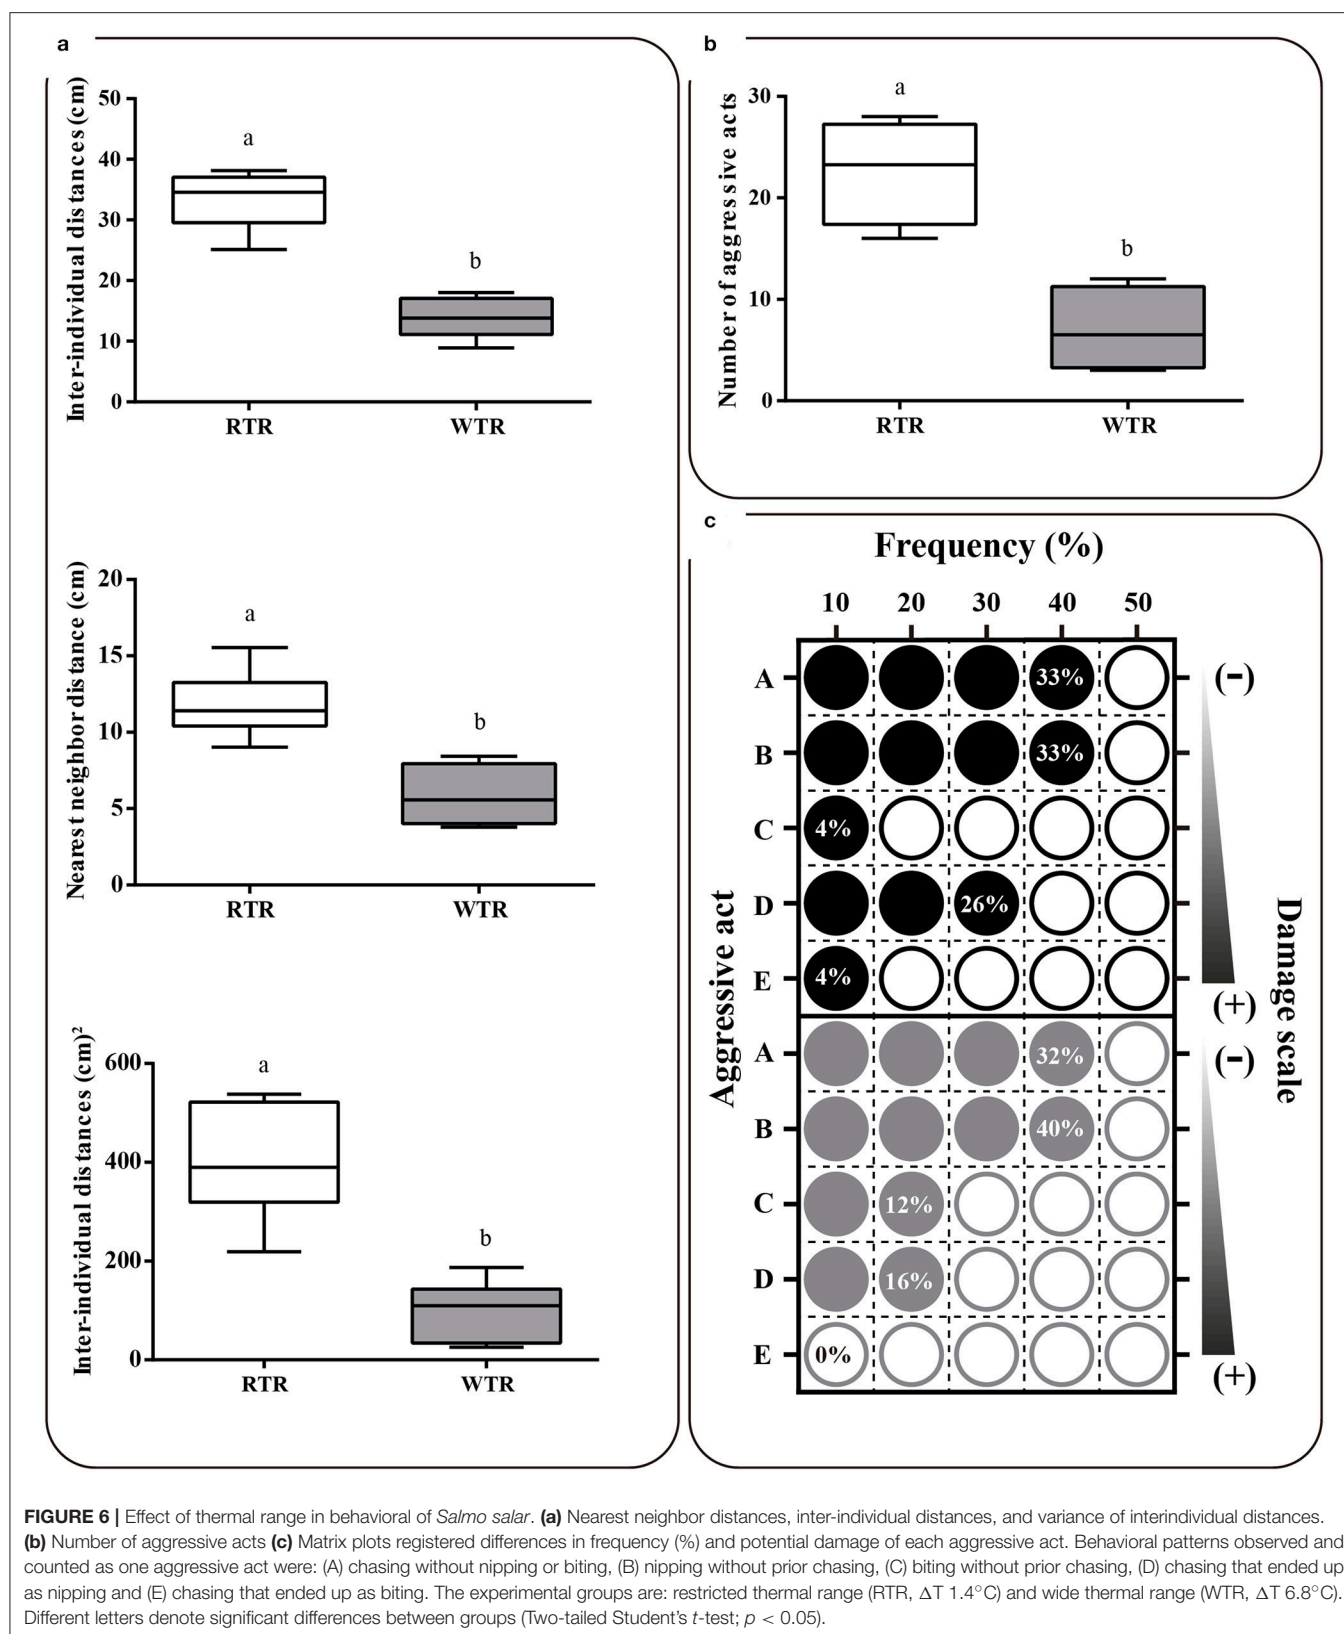 a
Inter-individual distances (cm)
50
40
30
20
10
0
a
b
RTR
WTR
Nearest neighbor distance (cm)
20
15
10
5
0
a
b
RTR
WTR
Inter-individual distances (cm)²
600
400
200
0
a
b
RTR
WTR
b
Number of aggressive acts
30
20
10
0
a
b
RTR
WTR
c
Frequency (%)
10 20 30 40 50
Aggressive act
A 33% (-)
B 33%
C 4%
D 26%
E 4%
(+)
A 32% (-)
B 40%
C 12%
D 16%
E 0%
(+)
Damage scale
FIGURE 6 | Effect of thermal range in behavioral of Salmo salar. (a) Nearest neighbor distances, inter-individual distances, and variance of interindividual distances.
(b) Number of aggressive acts (c) Matrix plots registered differences in frequency (%) and potential damage of each aggressive act. Behavioral patterns observed and
counted as one aggressive act were: (A) chasing without nipping or biting, (B) nipping without prior chasing, (C) biting without prior chasing, (D) chasing that ended up
as nipping and (E) chasing that ended up as biting. The experimental groups are: restricted thermal range (RTR, ΔT 1.4°C) and wide thermal range (WTR, ΔT 6.8°C).
Different letters denote significant differences between groups (Two-tailed Student's t-test; p < 0.05).